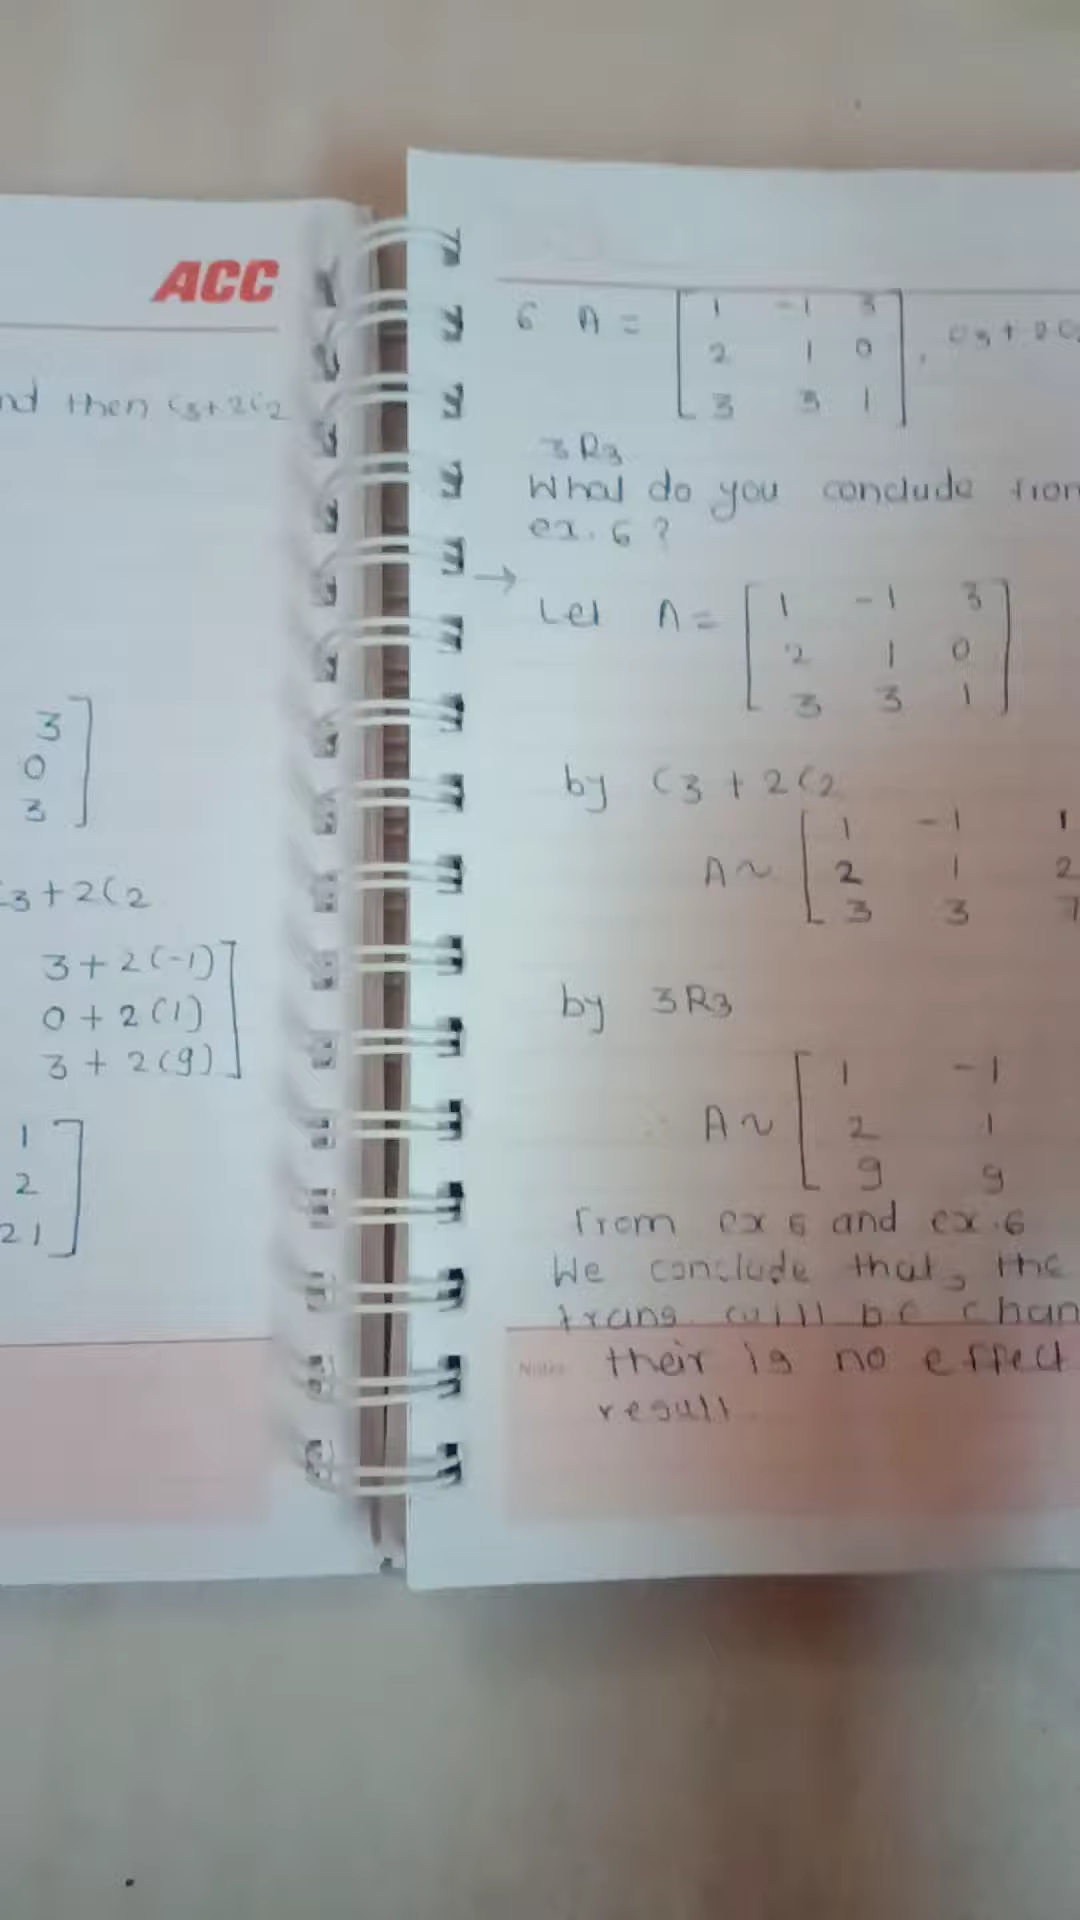 ACC
nd then C3+2C2
3
0
3
C3+2C2
3+2(-1)
0+2(1)
3+2(9)
1
2
21
6 A = [ 1 -1 3
2 1 0
3 3 1 ], C3+2C2
3R3
What do you conclude from
ex. 6 ?
→
Let A = [ 1 -1 3
2 1 0
3 3 1 ]
by C3 + 2C2
A ~ [ 1 -1 1
2 1 2
3 3 7
by 3R3
A ~ [ 1 -1
2 1
9 9
From ex 5 and ex.6
We conclude that, the
trans. will be chan
Notes
their is no effect
result